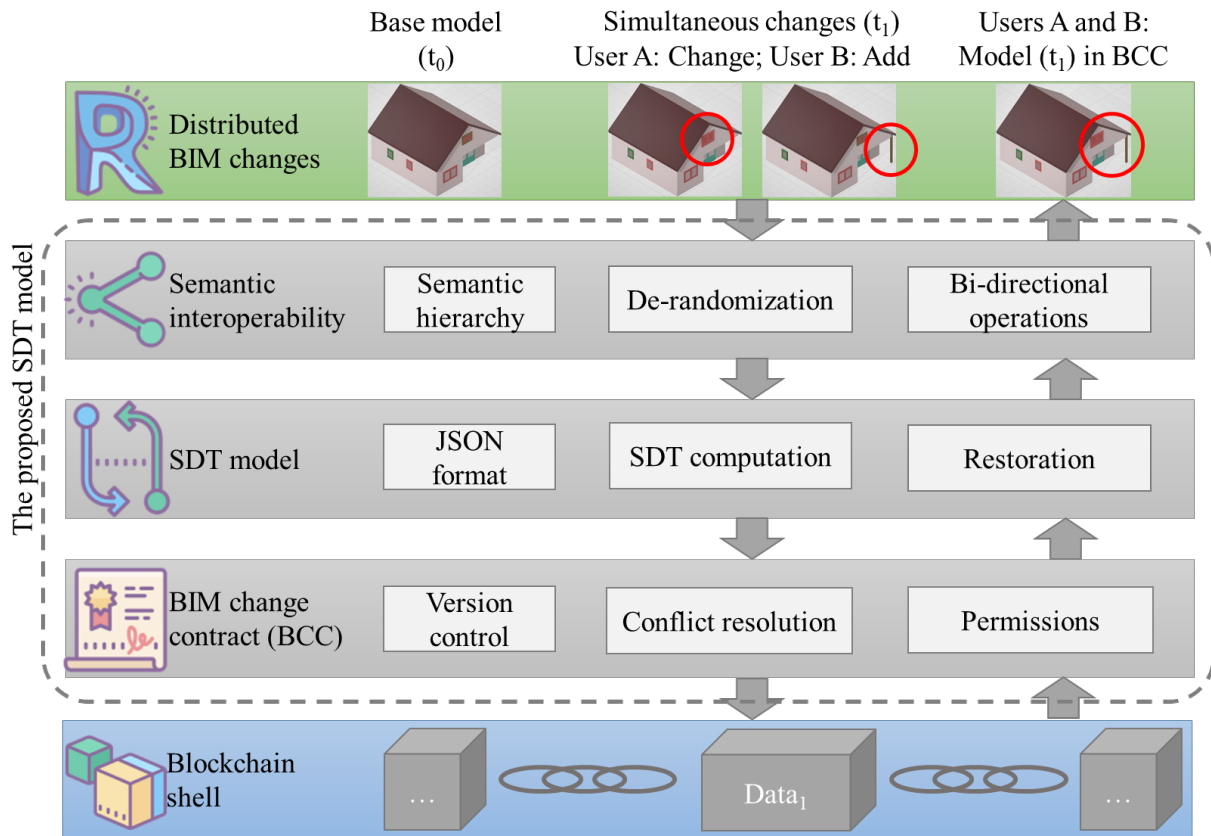 Base model
(t₀)
Simultaneous changes (t₁)
User A: Change; User B: Add
Users A and B:
Model (t₁) in BCC
Distributed
BIM changes
The proposed SDT model
Semantic
interoperability
Semantic
hierarchy
De-randomization
Bi-directional
operations
SDT model
JSON
format
SDT computation
Restoration
BIM change
contract (BCC)
Version
control
Conflict resolution
Permissions
Blockchain
shell
...
Data₁
...